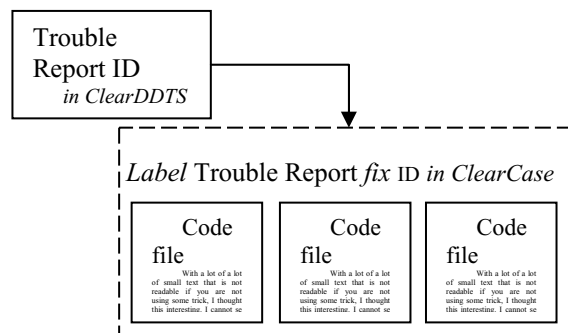 Trouble
Report ID
in ClearDDTS
Label Trouble Report fix ID in ClearCase
Code
file
With a lot of a lot
of small text that is not
readable if you are not
using some trick, I thought
this interesting. I cannot se
Code
file
With a lot of a lot
of small text that is not
readable if you are not
using some trick, I thought
this interesting. I cannot se
Code
file
With a lot of a lot
of small text that is not
readable if you are not
using some trick, I thought
this interesting. I cannot se